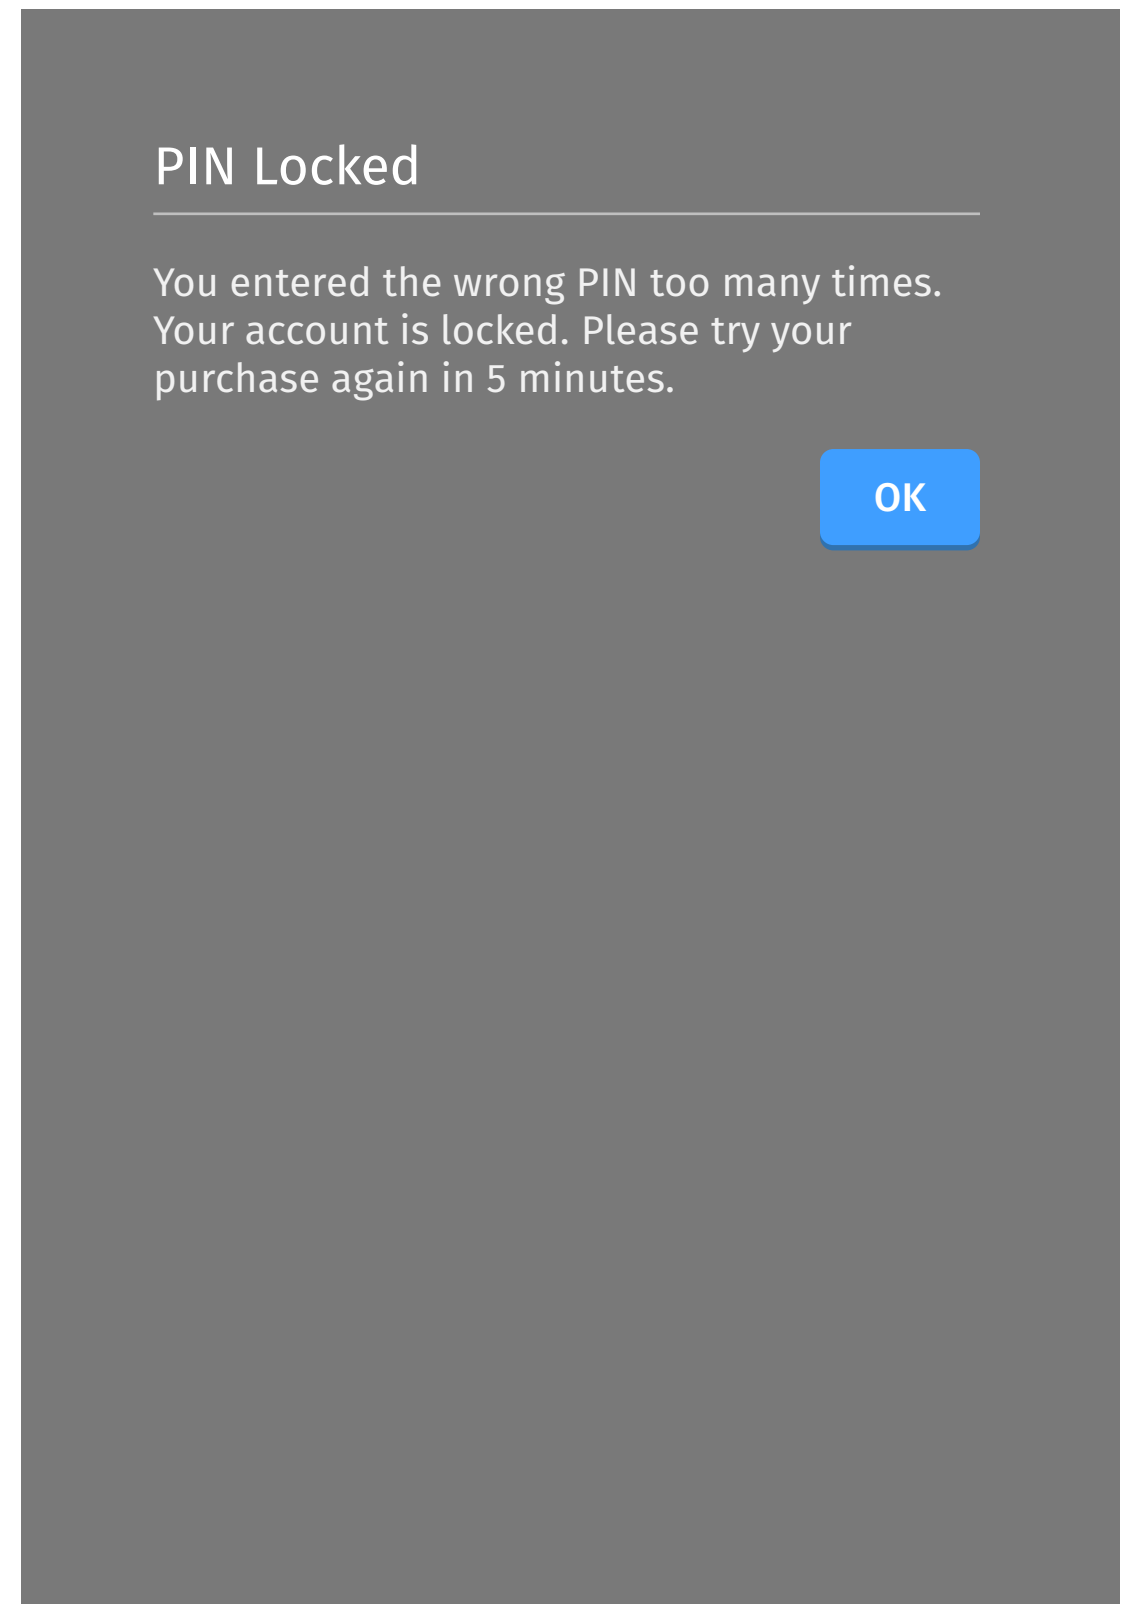 PIN Locked
You entered the wrong PIN too many times.
Your account is locked. Please try your
purchase again in 5 minutes.
OK